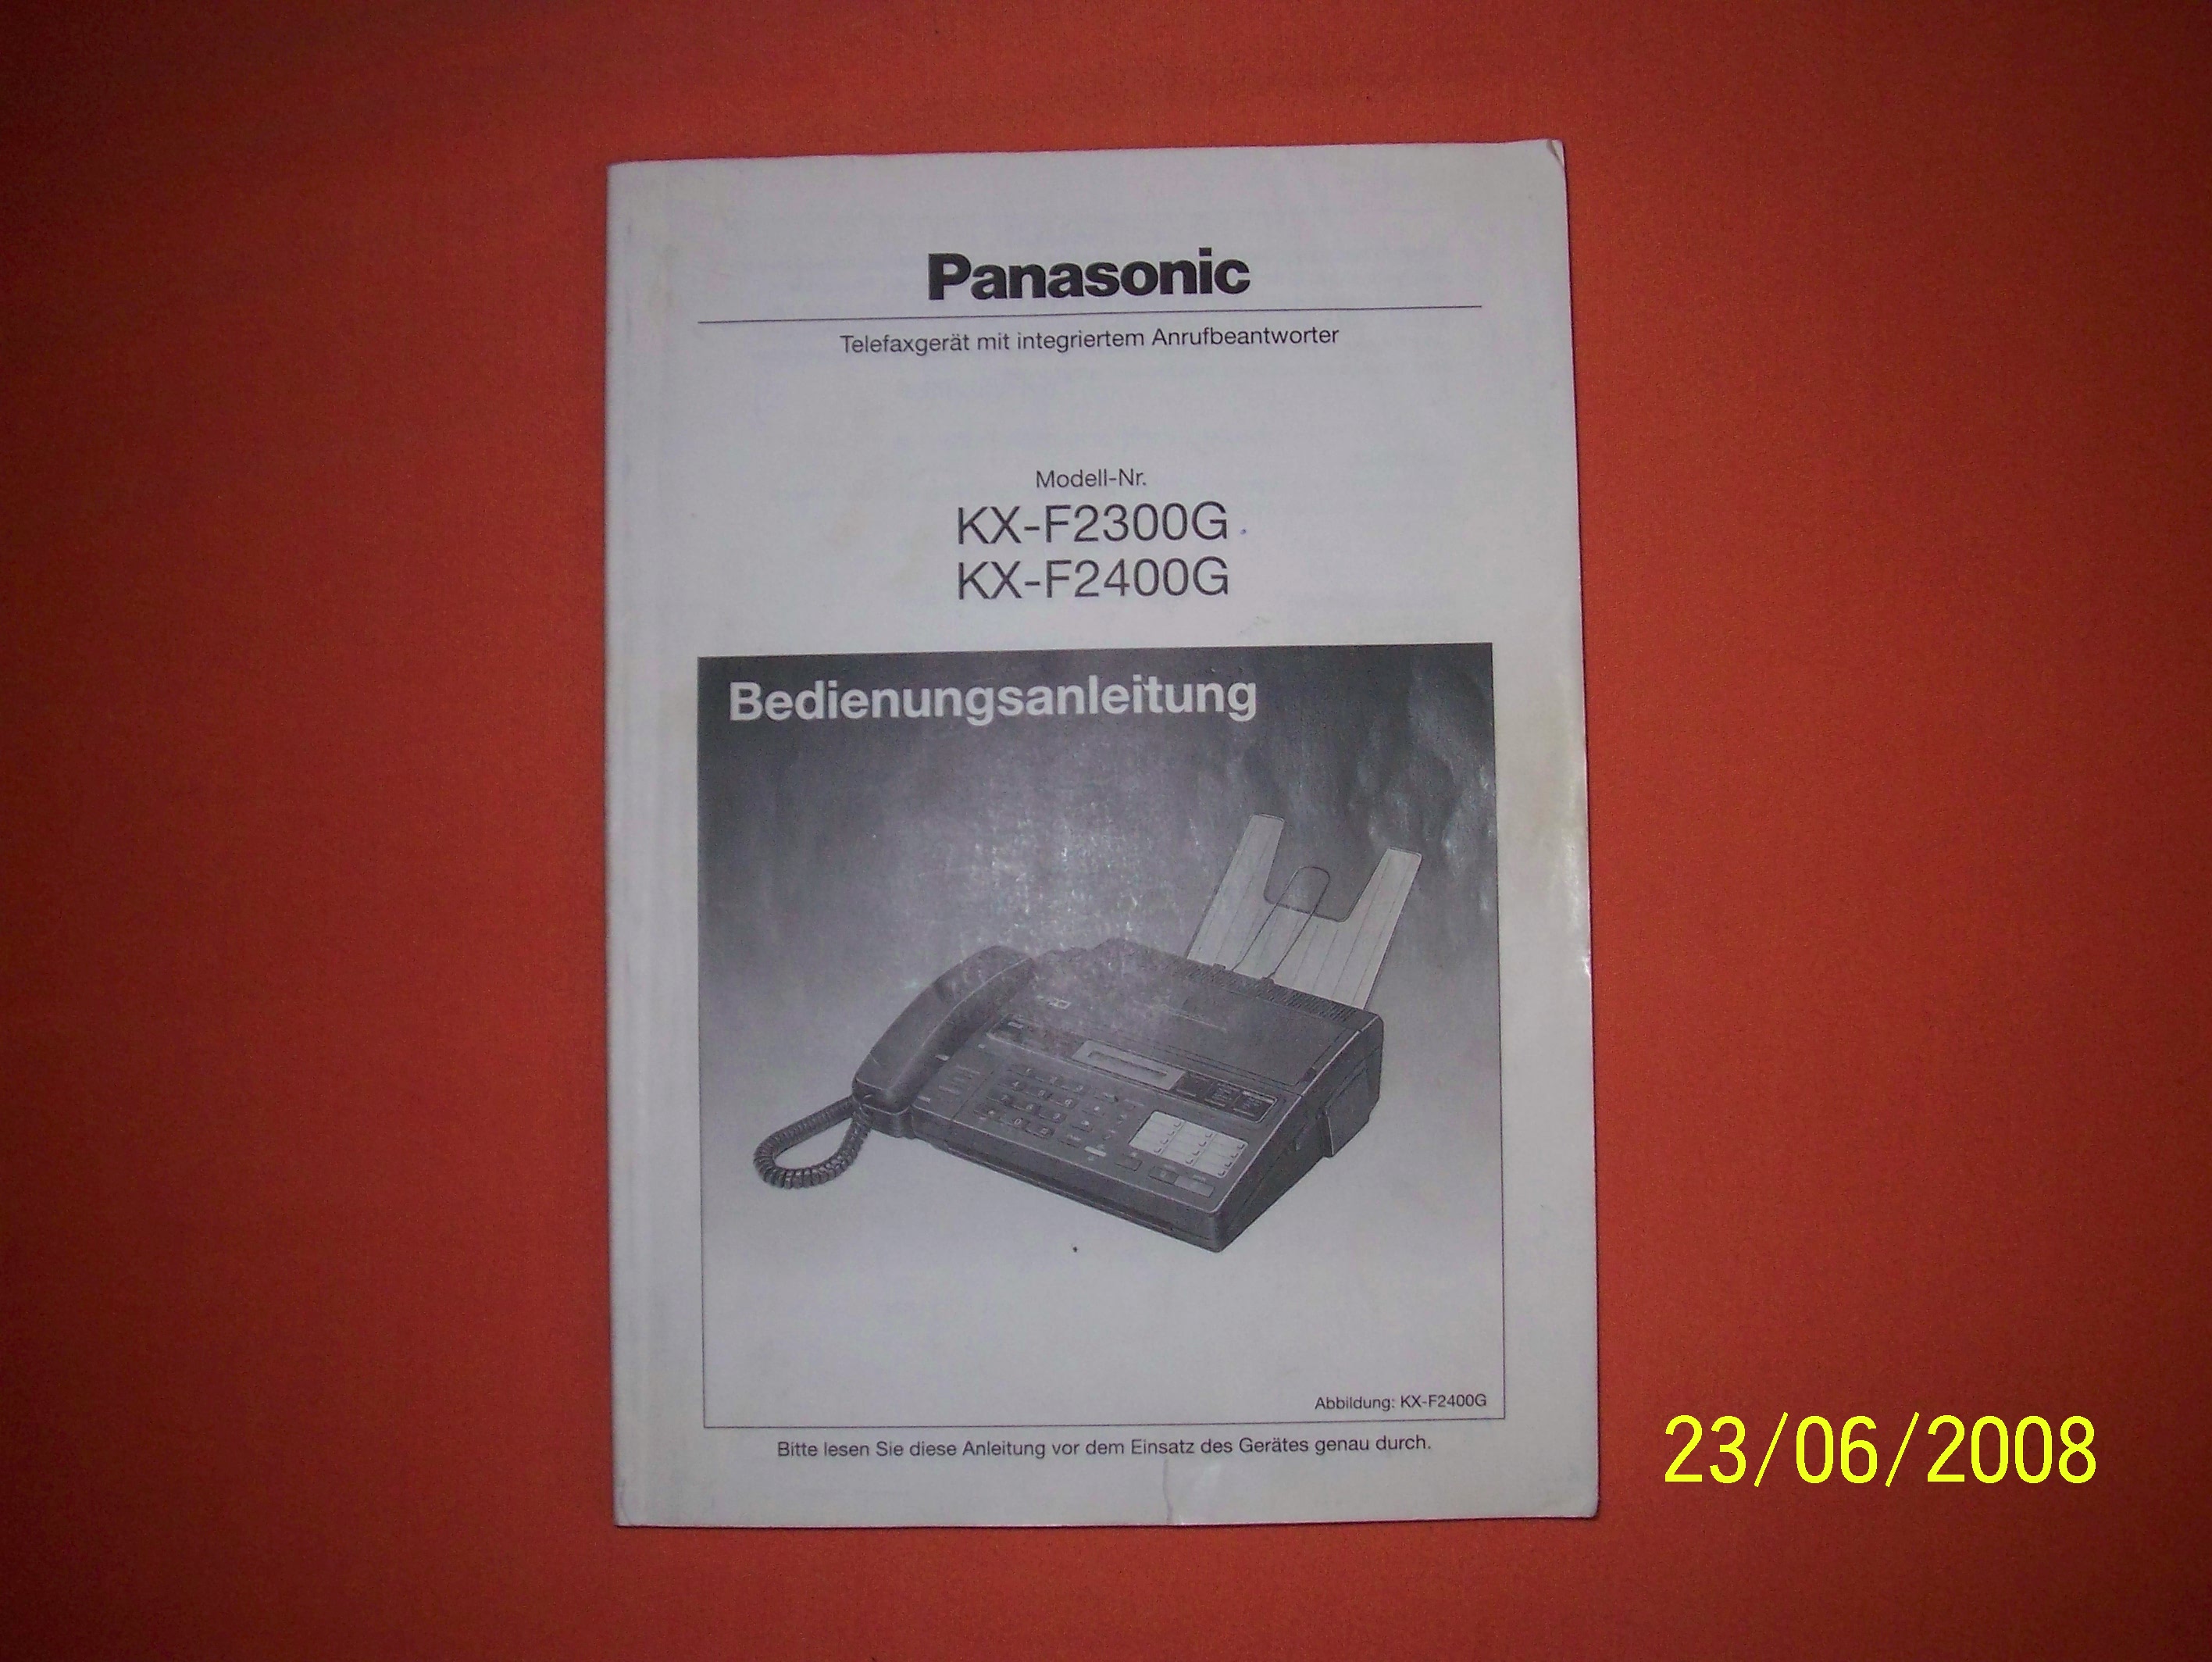 Panasonic
Telefaxgerät mit integriertem Anrufbeantworter
Modell-Nr.
KX-F2300G
KX-F2400G
Bedienungsanleitung
Abbildung: KX-F2400G
Bitte lesen Sie diese Anleitung vor dem Einsatz des Gerätes genau durch.
23/06/2008